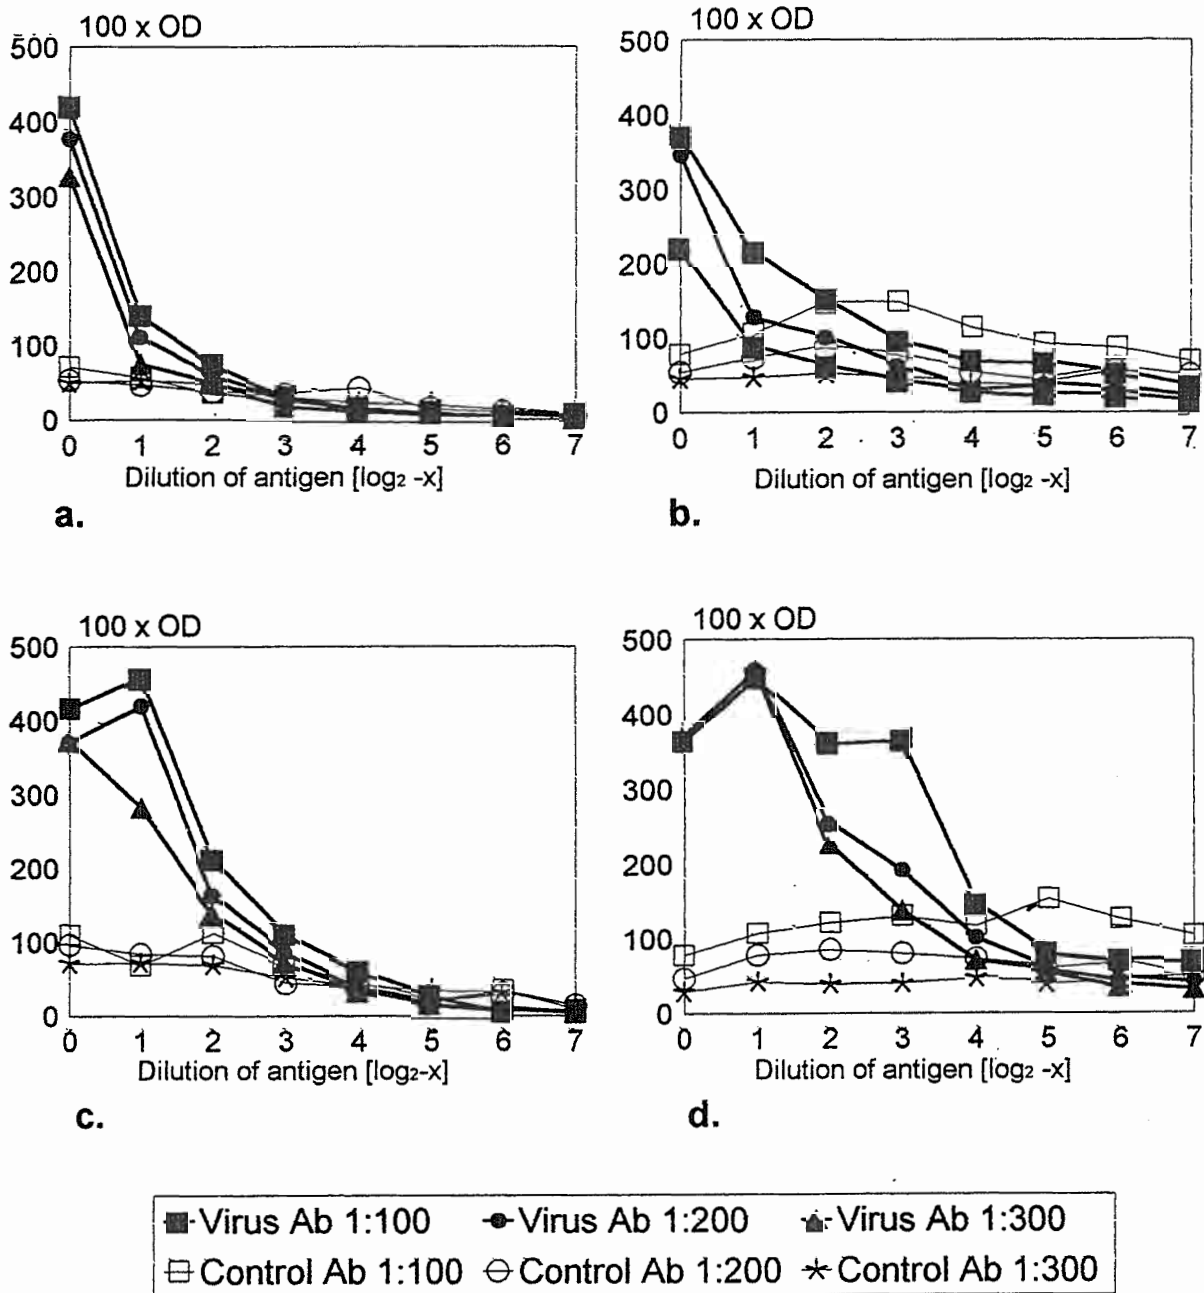 100 x OD
500
400
300
200
100
0
0 1 2 3 4 5 6 7
Dilution of antigen [log₂ -x]
a.
100 x OD
500
400
300
200
100
0
0 1 2 3 4 5 6 7
Dilution of antigen [log₂ -x]
b.
100 x OD
500
400
300
200
100
0
0 1 2 3 4 5 6 7
Dilution of antigen [log₂-x]
c.
100 x OD
500
400
300
200
100
0
0 1 2 3 4 5 6 7
Dilution of antigen [log₂ -x]
d.
Virus Ab 1:100 Virus Ab 1:200 Virus Ab 1:300
Control Ab 1:100 Control Ab 1:200 Control Ab 1:300